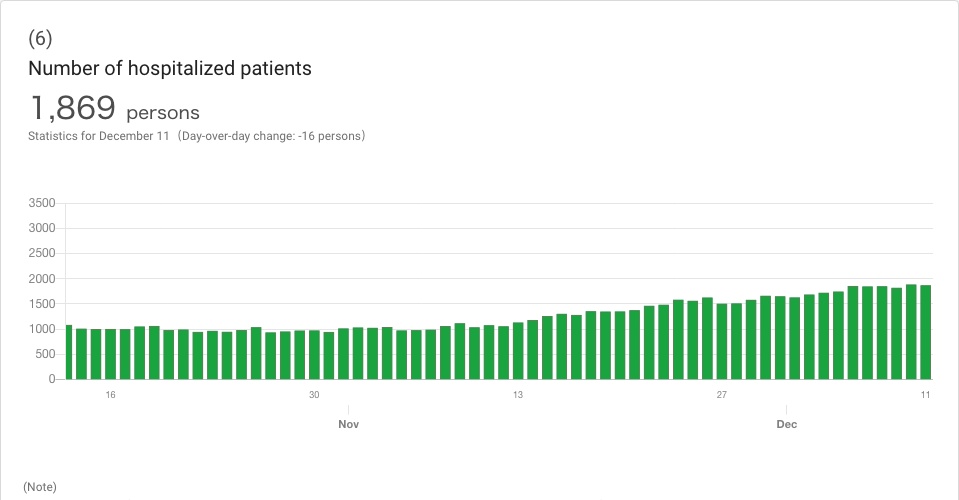 (6)
Number of hospitalized patients
1,869 persons
Statistics for December 11（Day-over-day change: -16 persons）
3500
3000
2500
2000
1500
1000
500
0
16 30 13 27 11
Nov Dec
(Note)